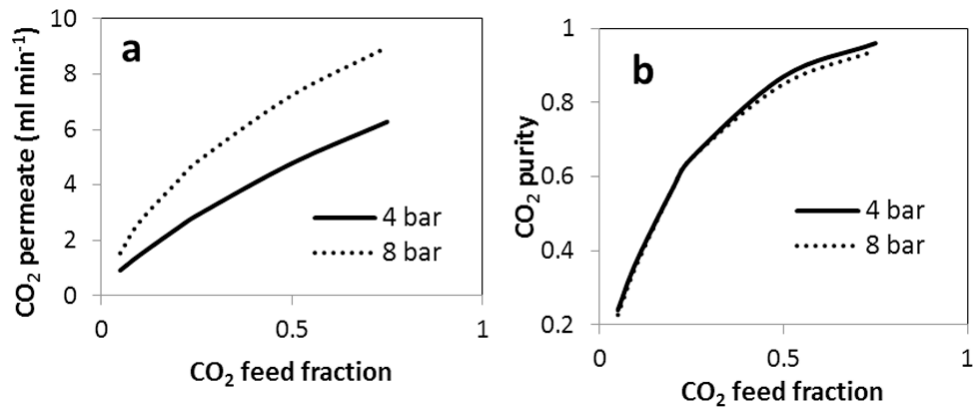 a
CO₂ permeate (ml min⁻¹)
10
8
6
4
2
0
4 bar
8 bar
0
0.5
1
CO₂ feed fraction
b
CO₂ purity
1
0.8
0.6
0.4
0.2
4 bar
8 bar
0
0.5
1
CO₂ feed fraction